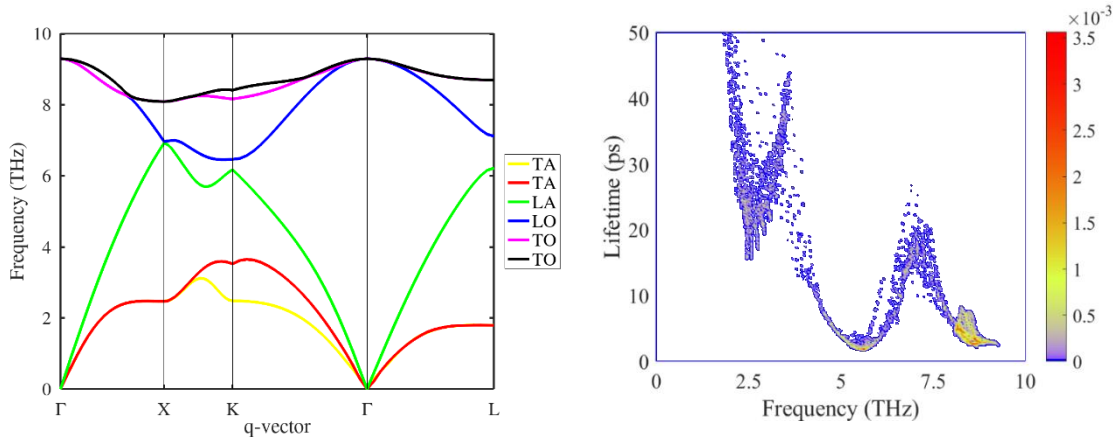 10
8
6
4
2
0
Frequency (THz)
Γ
X
K
Γ
L
q-vector
TA
TA
LA
LO
TO
TO
50
40
30
20
10
0
Lifetime (ps)
0
2.5
5
7.5
10
Frequency (THz)
×10⁻³
3.5
3
2.5
2
1.5
1
0.5
0